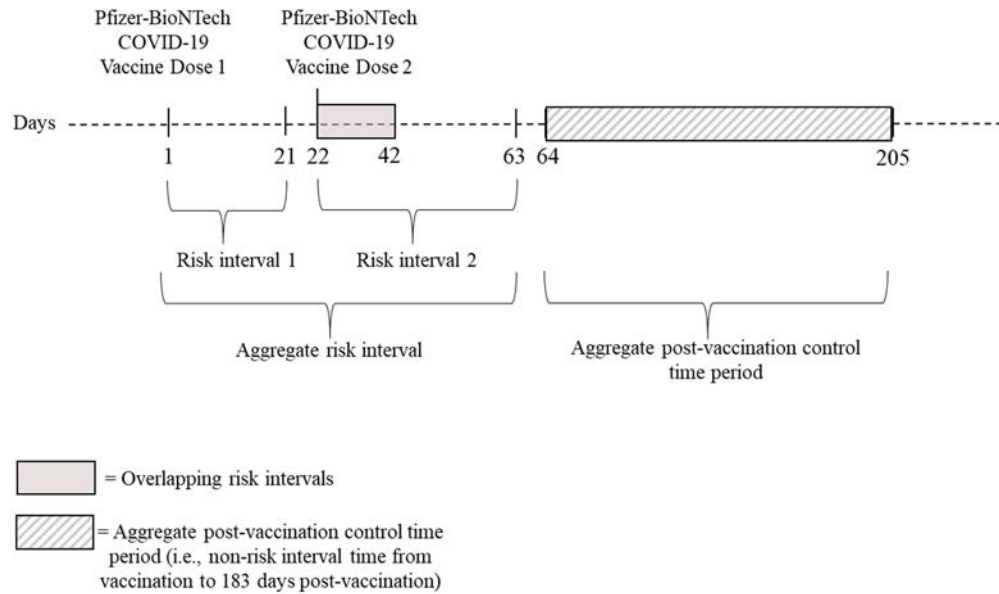 Pfizer-BioNTech
COVID-19
Vaccine Dose 1
Pfizer-BioNTech
COVID-19
Vaccine Dose 2
Days
1
21
22
42
63
64
205
Risk interval 1
Risk interval 2
Aggregate risk interval
Aggregate post-vaccination control
time period
= Overlapping risk intervals
= Aggregate post-vaccination control time
period (i.e., non-risk interval time from
vaccination to 183 days post-vaccination)